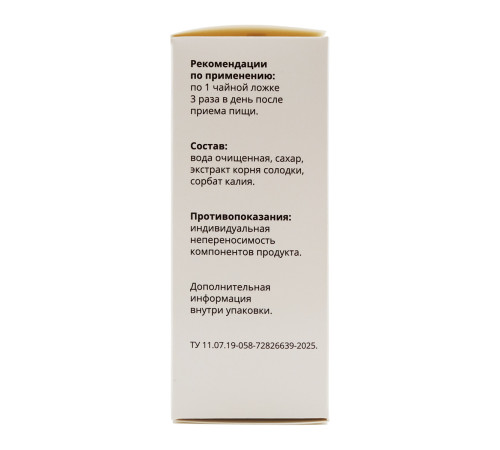 Рекомендации
по применению:
по 1 чайной ложке
3 раза в день после
приема пищи.
Состав:
вода очищенная, сахар,
экстракт корня солодки,
сорбат калия.
Противопоказания:
индивидуальная
непереносимость
компонентов продукта.
Дополнительная
информация
внутри упаковки.
ТУ 11.07.19-058-72826639-2025.